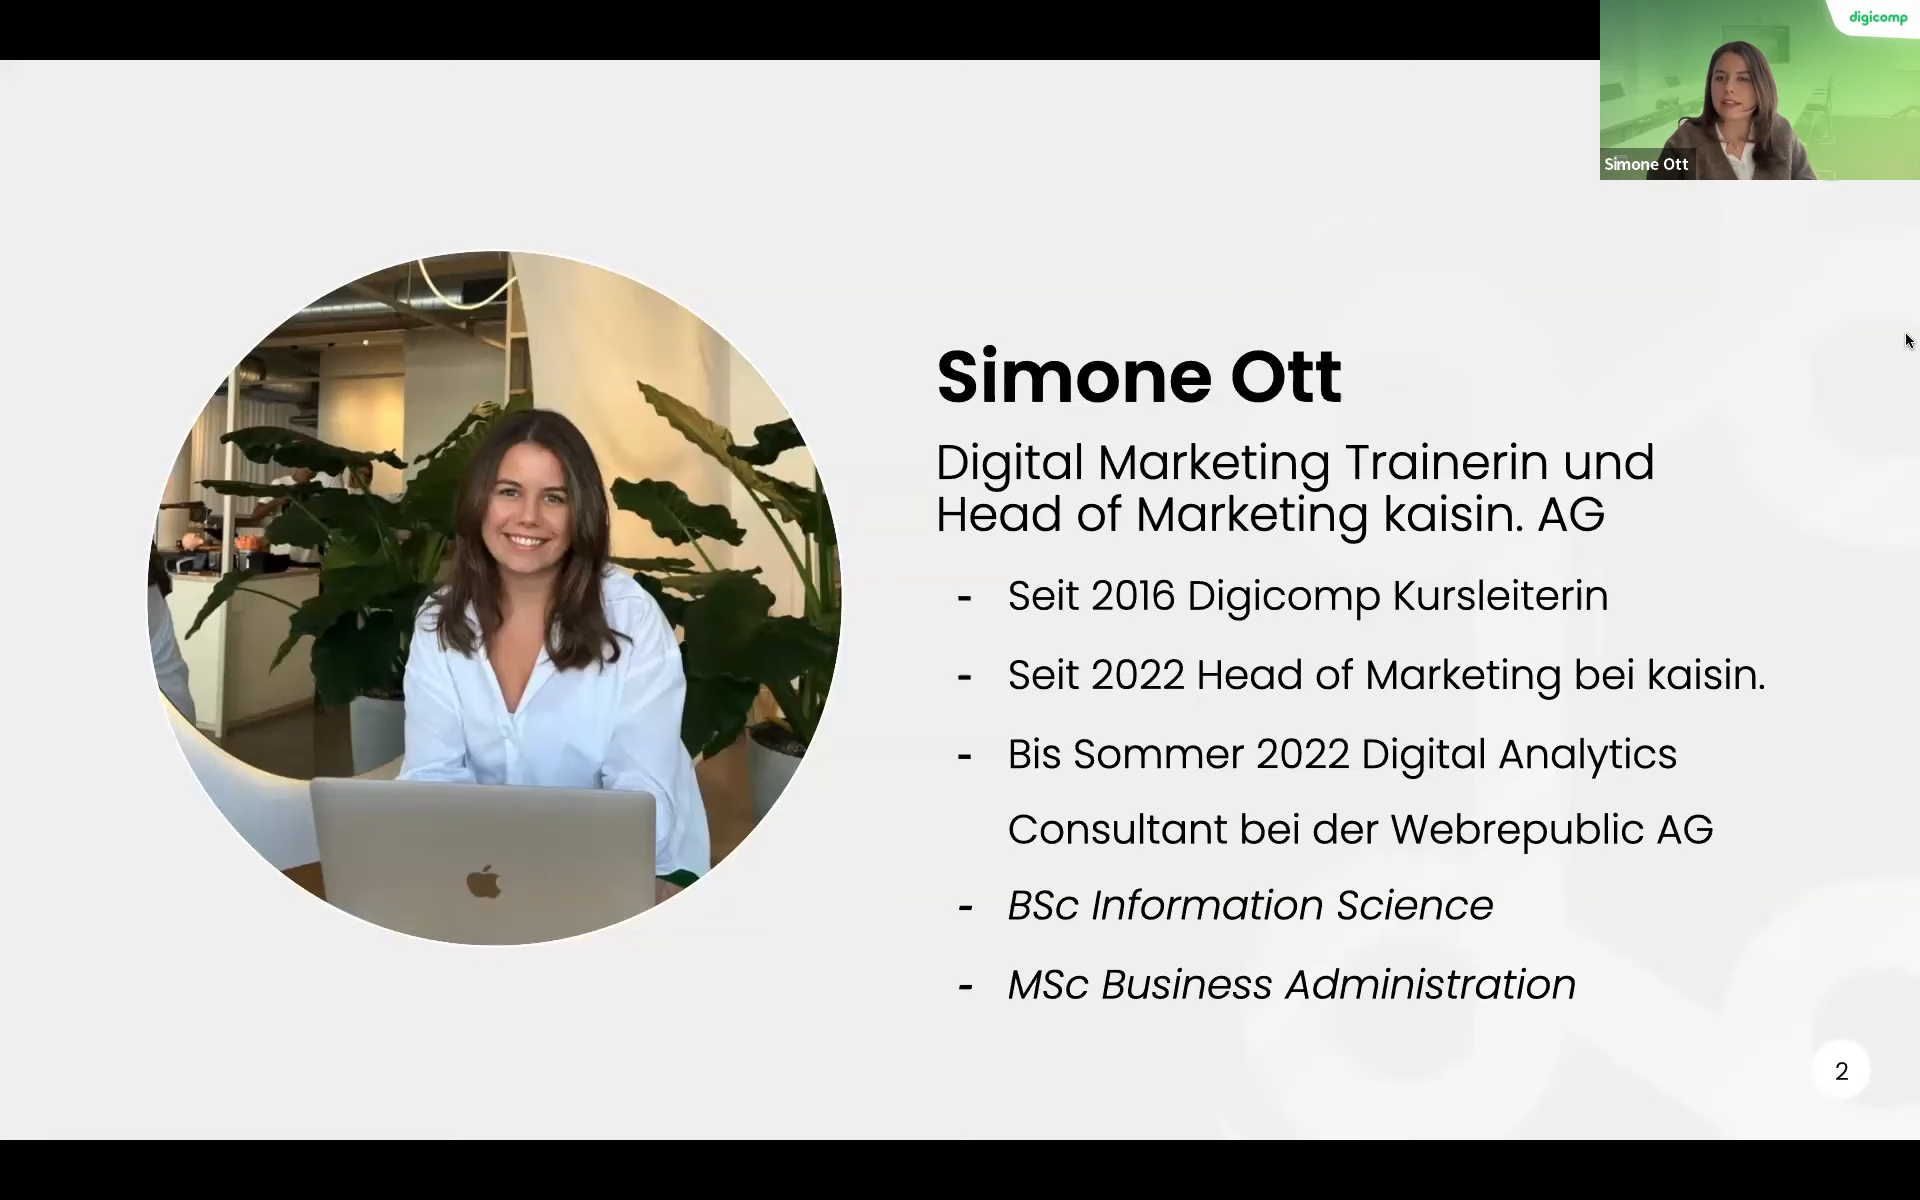 digicomp
Simone Ott
Simone Ott
Digital Marketing Trainerin und
Head of Marketing kaisin. AG
- Seit 2016 Digicomp Kursleiterin
- Seit 2022 Head of Marketing bei kaisin.
- Bis Sommer 2022 Digital Analytics
Consultant bei der Webrepublic AG
- BSc Information Science
- MSc Business Administration
2